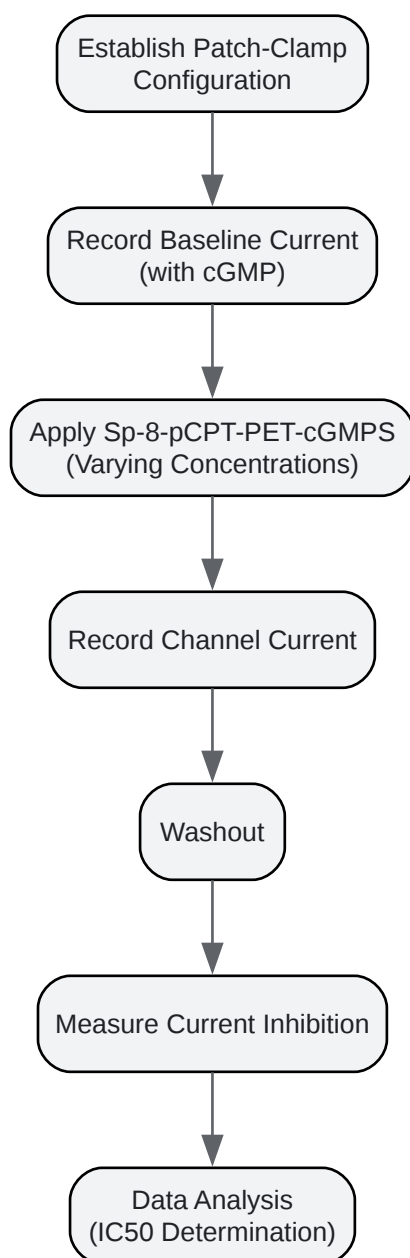 Establish Patch-Clamp
Configuration
Record Baseline Current
(with cGMP)
Apply Sp-8-pCPT-PET-cGMPS
(Varying Concentrations)
Record Channel Current
Washout
Measure Current Inhibition
Data Analysis
(IC50 Determination)